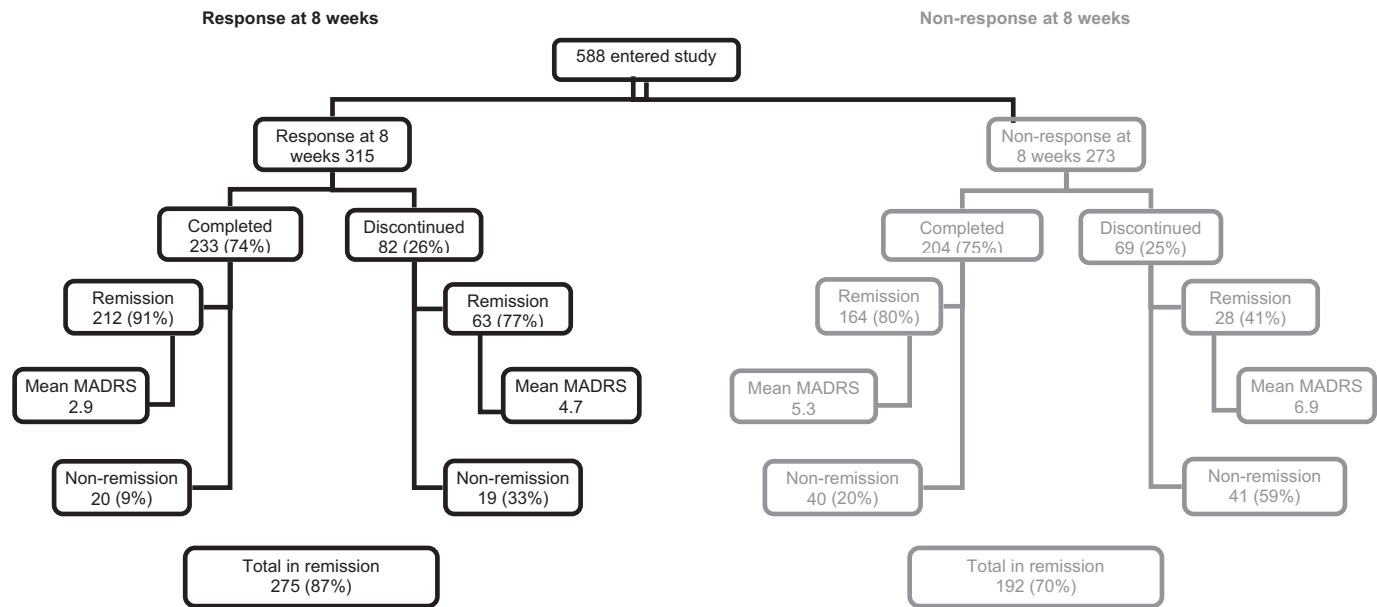 Response at 8 weeks
Non-response at 8 weeks
588 entered study
Response at 8
weeks 315
Non-response at
8 weeks 273
Completed
233 (74%)
Discontinued
82 (26%)
Completed
204 (75%)
Discontinued
69 (25%)
Remission
212 (91%)
Remission
63 (77%)
Remission
164 (80%)
Remission
28 (41%)
Mean MADRS
2.9
Mean MADRS
4.7
Mean MADRS
5.3
Mean MADRS
6.9
Non-remission
20 (9%)
Non-remission
19 (33%)
Non-remission
40 (20%)
Non-remission
41 (59%)
Total in remission
275 (87%)
Total in remission
192 (70%)